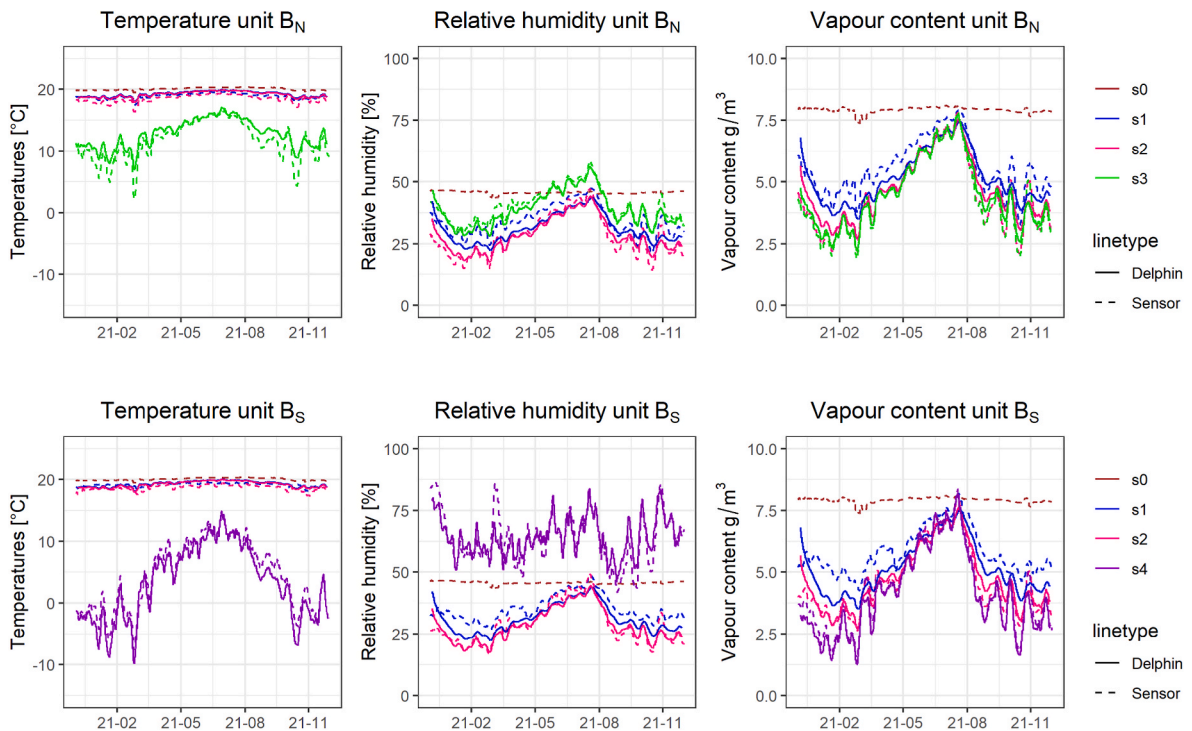 Temperature unit B_N
Relative humidity unit B_N
Vapour content unit B_N
Temperatures [°C]
20
10
0
-10
21-02
21-05
21-08
21-11
Relative humidity [%]
100
75
50
25
0
21-02
21-05
21-08
21-11
Vapour content g/m³
10.0
7.5
5.0
2.5
0.0
21-02
21-05
21-08
21-11
s0
s1
s2
s3
linetype
Delphin
Sensor
Temperature unit B_S
Relative humidity unit B_S
Vapour content unit B_S
Temperatures [°C]
20
10
0
-10
21-02
21-05
21-08
21-11
Relative humidity [%]
100
75
50
25
0
21-02
21-05
21-08
21-11
Vapour content g/m³
10.0
7.5
5.0
2.5
0.0
21-02
21-05
21-08
21-11
s0
s1
s2
s4
linetype
Delphin
Sensor